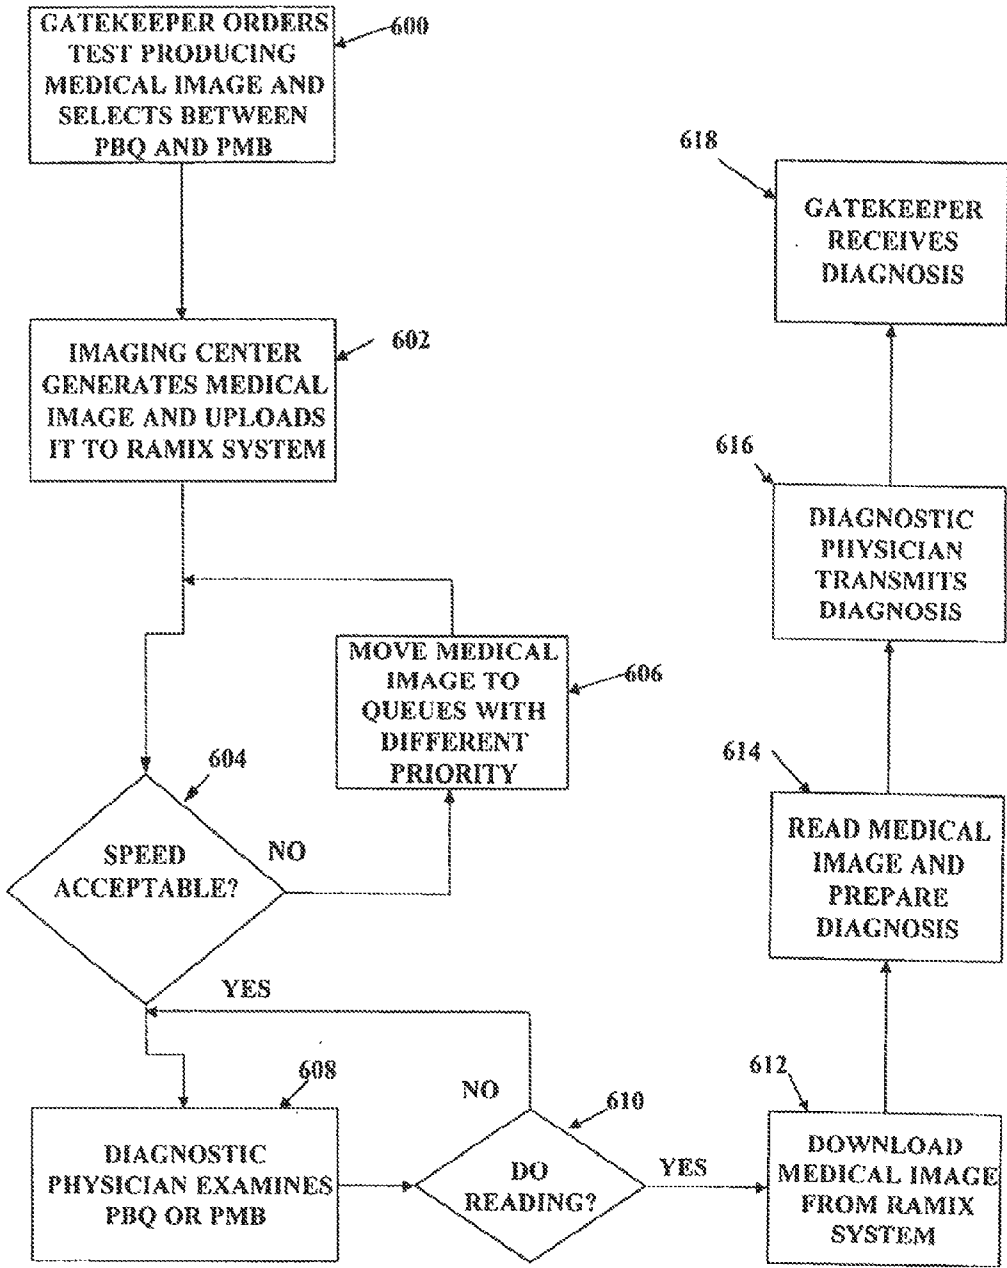 GATEKEEPER ORDERS
TEST PRODUCING
MEDICAL IMAGE AND
SELECTS BETWEEN
PBQ AND PMB
600
IMAGING CENTER
GENERATES MEDICAL
IMAGE AND UPLOADS
IT TO RAMIX SYSTEM
602
SPEED
ACCEPTABLE?
604
NO
MOVE MEDICAL
IMAGE TO
QUEUES WITH
DIFFERENT
PRIORITY
606
YES
DIAGNOSTIC
PHYSICIAN EXAMINES
PBQ OR PMB
608
DO
READING?
610
NO
YES
DOWNLOAD
MEDICAL IMAGE
FROM RAMIX
SYSTEM
612
READ MEDICAL
IMAGE AND
PREPARE
DIAGNOSIS
614
DIAGNOSTIC
PHYSICIAN
TRANSMITS
DIAGNOSIS
616
GATEKEEPER
RECEIVES
DIAGNOSIS
618